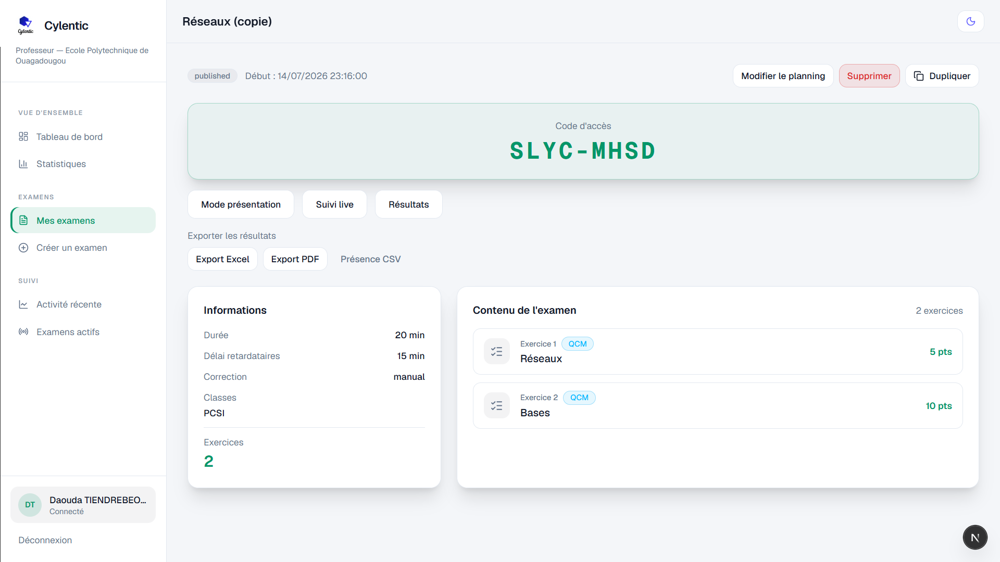 Cylentic
Cylentic
Professeur — Ecole Polytechnique de
Ouagadougou
VUE D'ENSEMBLE
Tableau de bord
Statistiques
EXAMENS
Mes examens
Créer un examen
SUIVI
Activité récente
Examens actifs
DT
Daouda TIENDREBEO...
Connecté
Déconnexion
Réseaux (copie)
published
Début : 14/07/2026 23:16:00
Modifier le planning
Supprimer
Dupliquer
Code d'accès
SLYC-MHSD
Mode présentation
Suivi live
Résultats
Exporter les résultats
Export Excel
Export PDF
Présence CSV
Informations
Durée 20 min
Délai retardataires 15 min
Correction manual
Classes
PCSI
Exercices
2
Contenu de l'examen
2 exercices
Exercice 1 QCM
Réseaux
5 pts
Exercice 2 QCM
Bases
10 pts
N